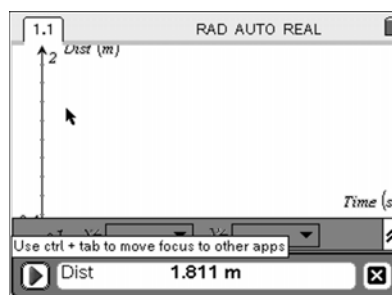 1.1 RAD AUTO REAL
2 Dist (m)
Time (s
Use ctrl + tab to move focus to other apps
Dist 1.811 m